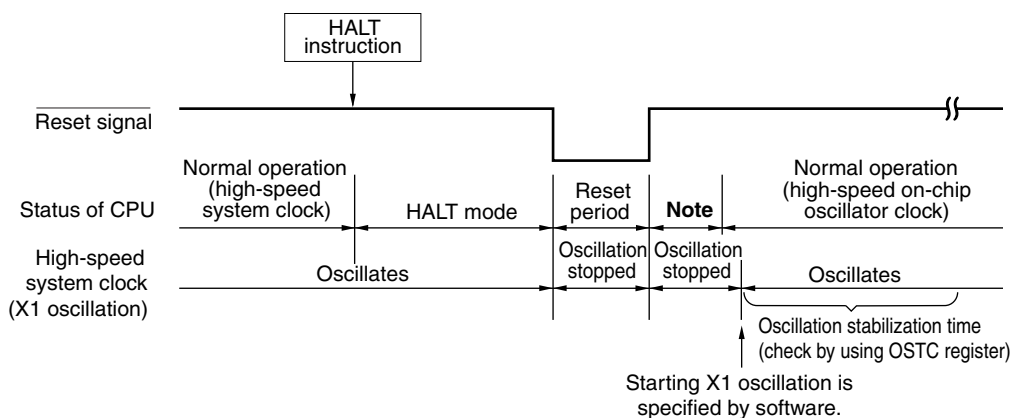 HALT
instruction
Reset signal
Normal operation
(high-speed
system clock)
Status of CPU
HALT mode
Reset
period
Note
Normal operation
(high-speed on-chip
oscillator clock)
High-speed
system clock
(X1 oscillation)
Oscillates
Oscillation
stopped
Oscillation
stopped
Oscillates
Oscillation stabilization time
(check by using OSTC register)
Starting X1 oscillation is
specified by software.